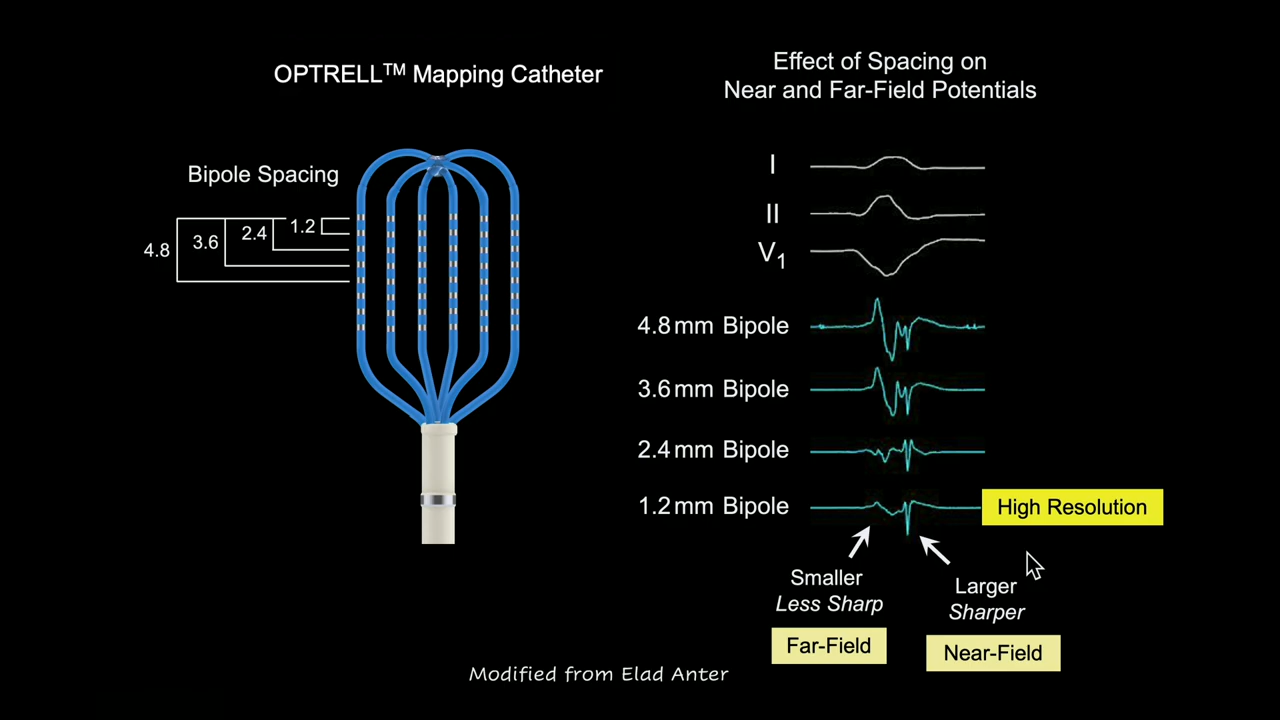 OPTRELL™ Mapping Catheter
Bipole Spacing
1.2
2.4
3.6
4.8
Effect of Spacing on
Near and Far-Field Potentials
I
II
V1
4.8 mm Bipole
3.6 mm Bipole
2.4 mm Bipole
1.2 mm Bipole
High Resolution
Smaller
Less Sharp
Far-Field
Larger
Sharper
Near-Field
Modified from Elad Anter